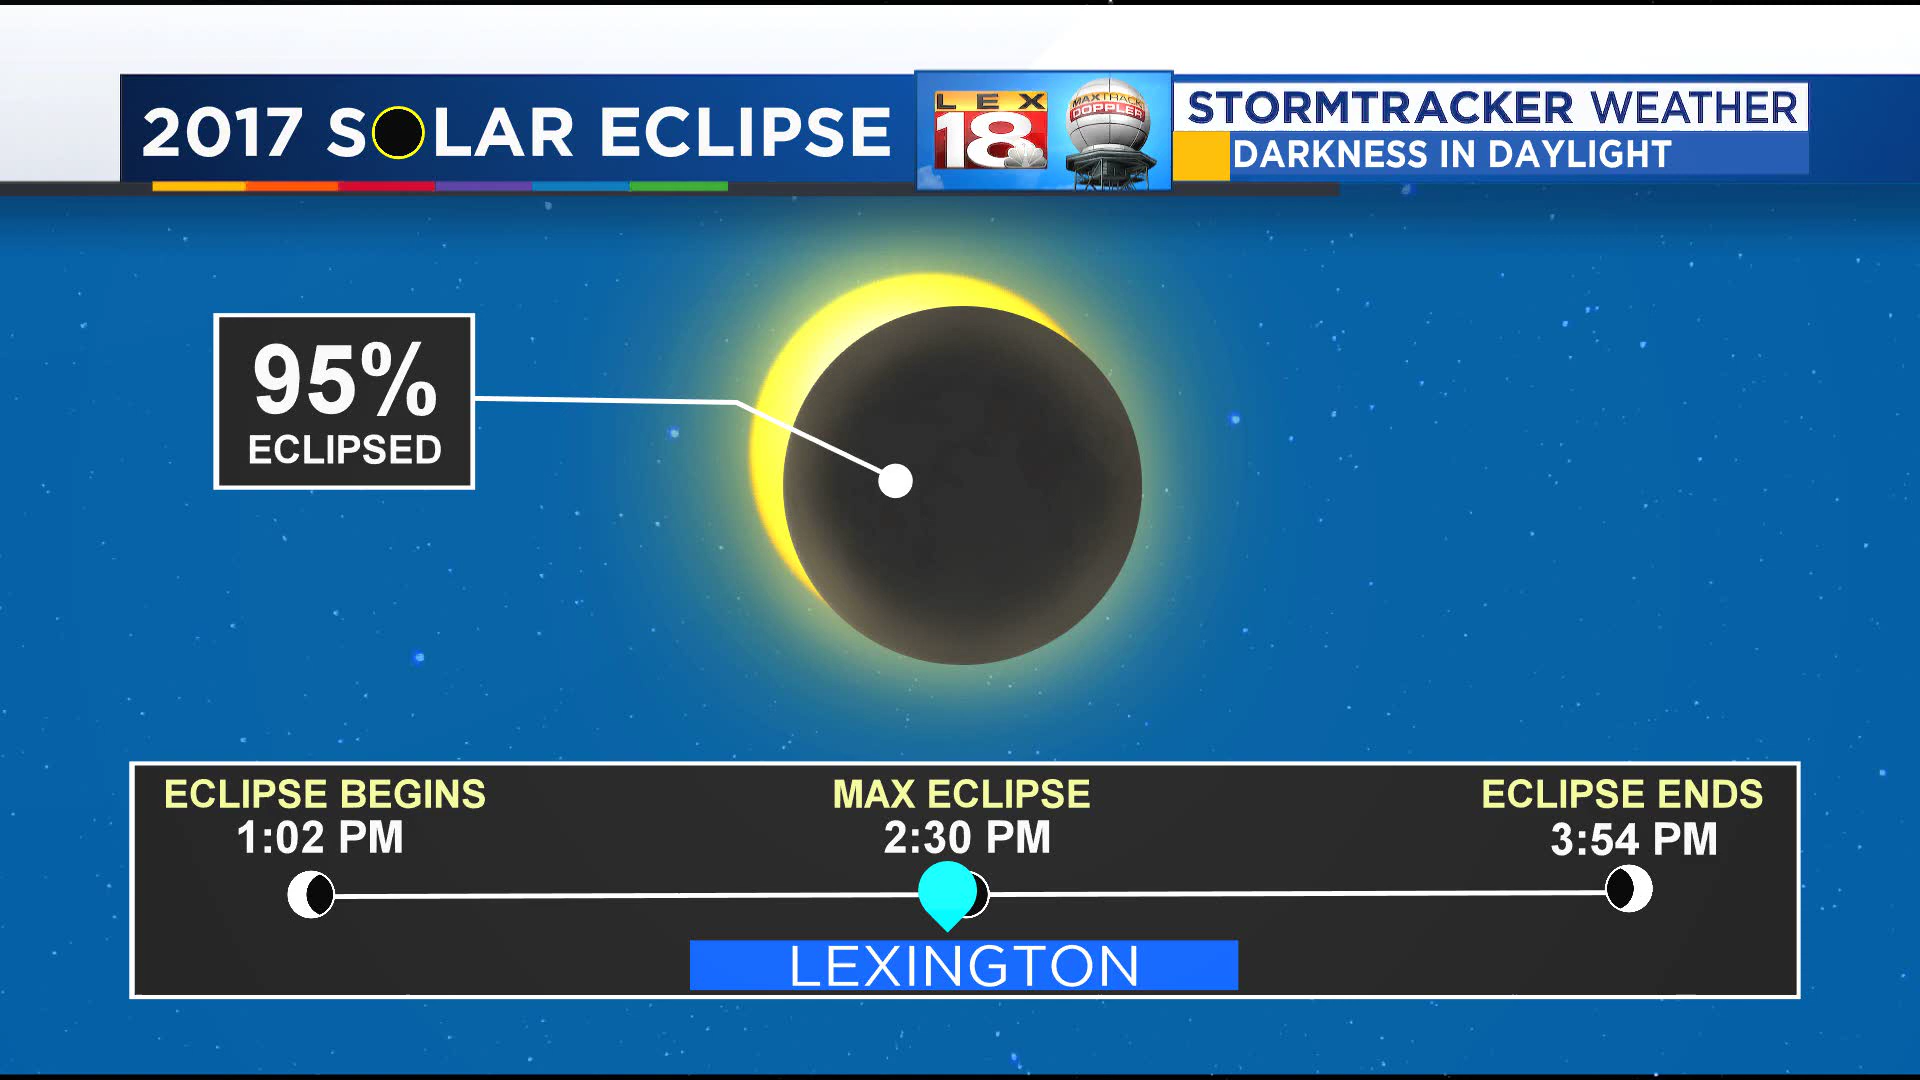 2017 SOLAR ECLIPSE
LEX
18
MAXTRACK
DOPPLER
STORMTRACKER WEATHER
DARKNESS IN DAYLIGHT
95%
ECLIPSED
ECLIPSE BEGINS
1:02 PM
MAX ECLIPSE
2:30 PM
ECLIPSE ENDS
3:54 PM
LEXINGTON